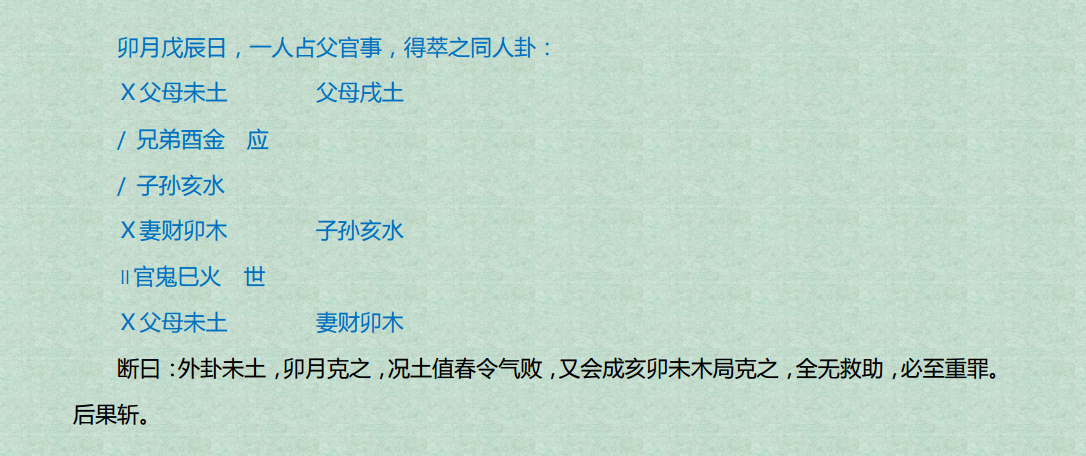 卯月戊辰日，一人占父官事，得萃之同人卦：
X父母未土 父母戌土
/ 兄弟酉金 应
/ 子孙亥水
X妻财卯木 子孙亥水
॥官鬼巳火 世
X父母未土 妻财卯木
断曰：外卦未土，卯月克之，况土值春令气败，又会成亥卯未木局克之，全无救助，必至重罪。
后果斩。